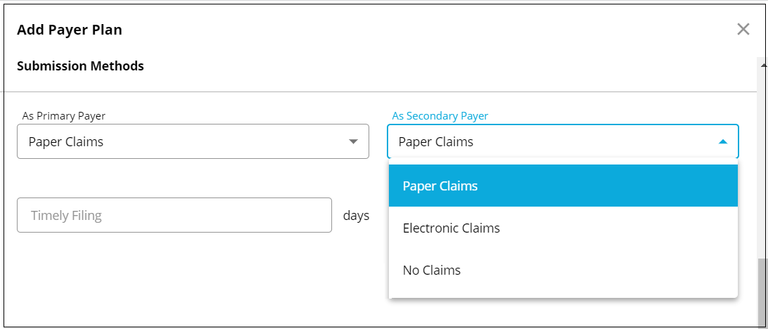 Add Payer Plan
Submission Methods
As Primary Payer
As Secondary Payer
Paper Claims
Paper Claims
Paper Claims
Timely Filing
days
Electronic Claims
No Claims